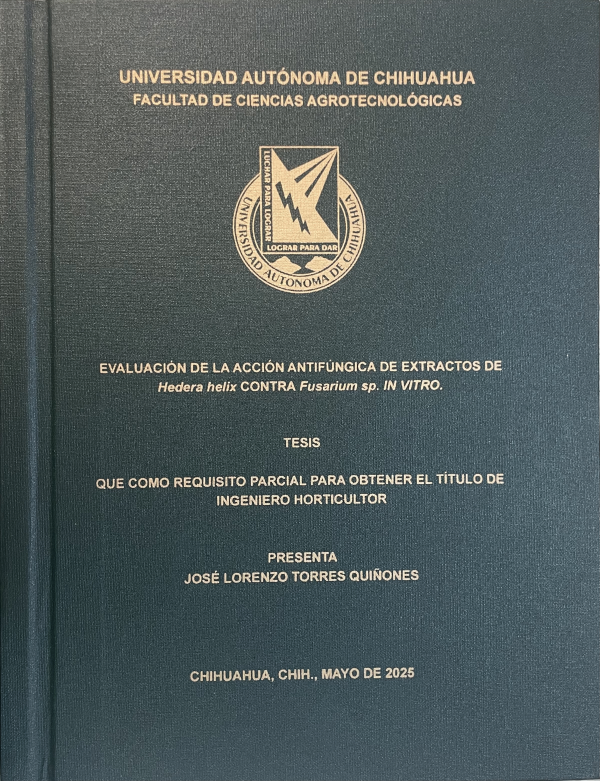 UNIVERSIDAD AUTÓNOMA DE CHIHUAHUA
FACULTAD DE CIENCIAS AGROTECNOLÓGICAS
LUCHAR PARA LOGRAR
LOGRAR PARA DAR
UNIVERSIDAD AUTONOMA DE CHIHUAHUA
EVALUACIÓN DE LA ACCIÓN ANTIFÚNGICA DE EXTRACTOS DE
Hedera helix CONTRA Fusarium sp. IN VITRO.
TESIS
QUE COMO REQUISITO PARCIAL PARA OBTENER EL TÍTULO DE
INGENIERO HORTICULTOR
PRESENTA
JOSÉ LORENZO TORRES QUIÑONES
CHIHUAHUA, CHIH., MAYO DE 2025